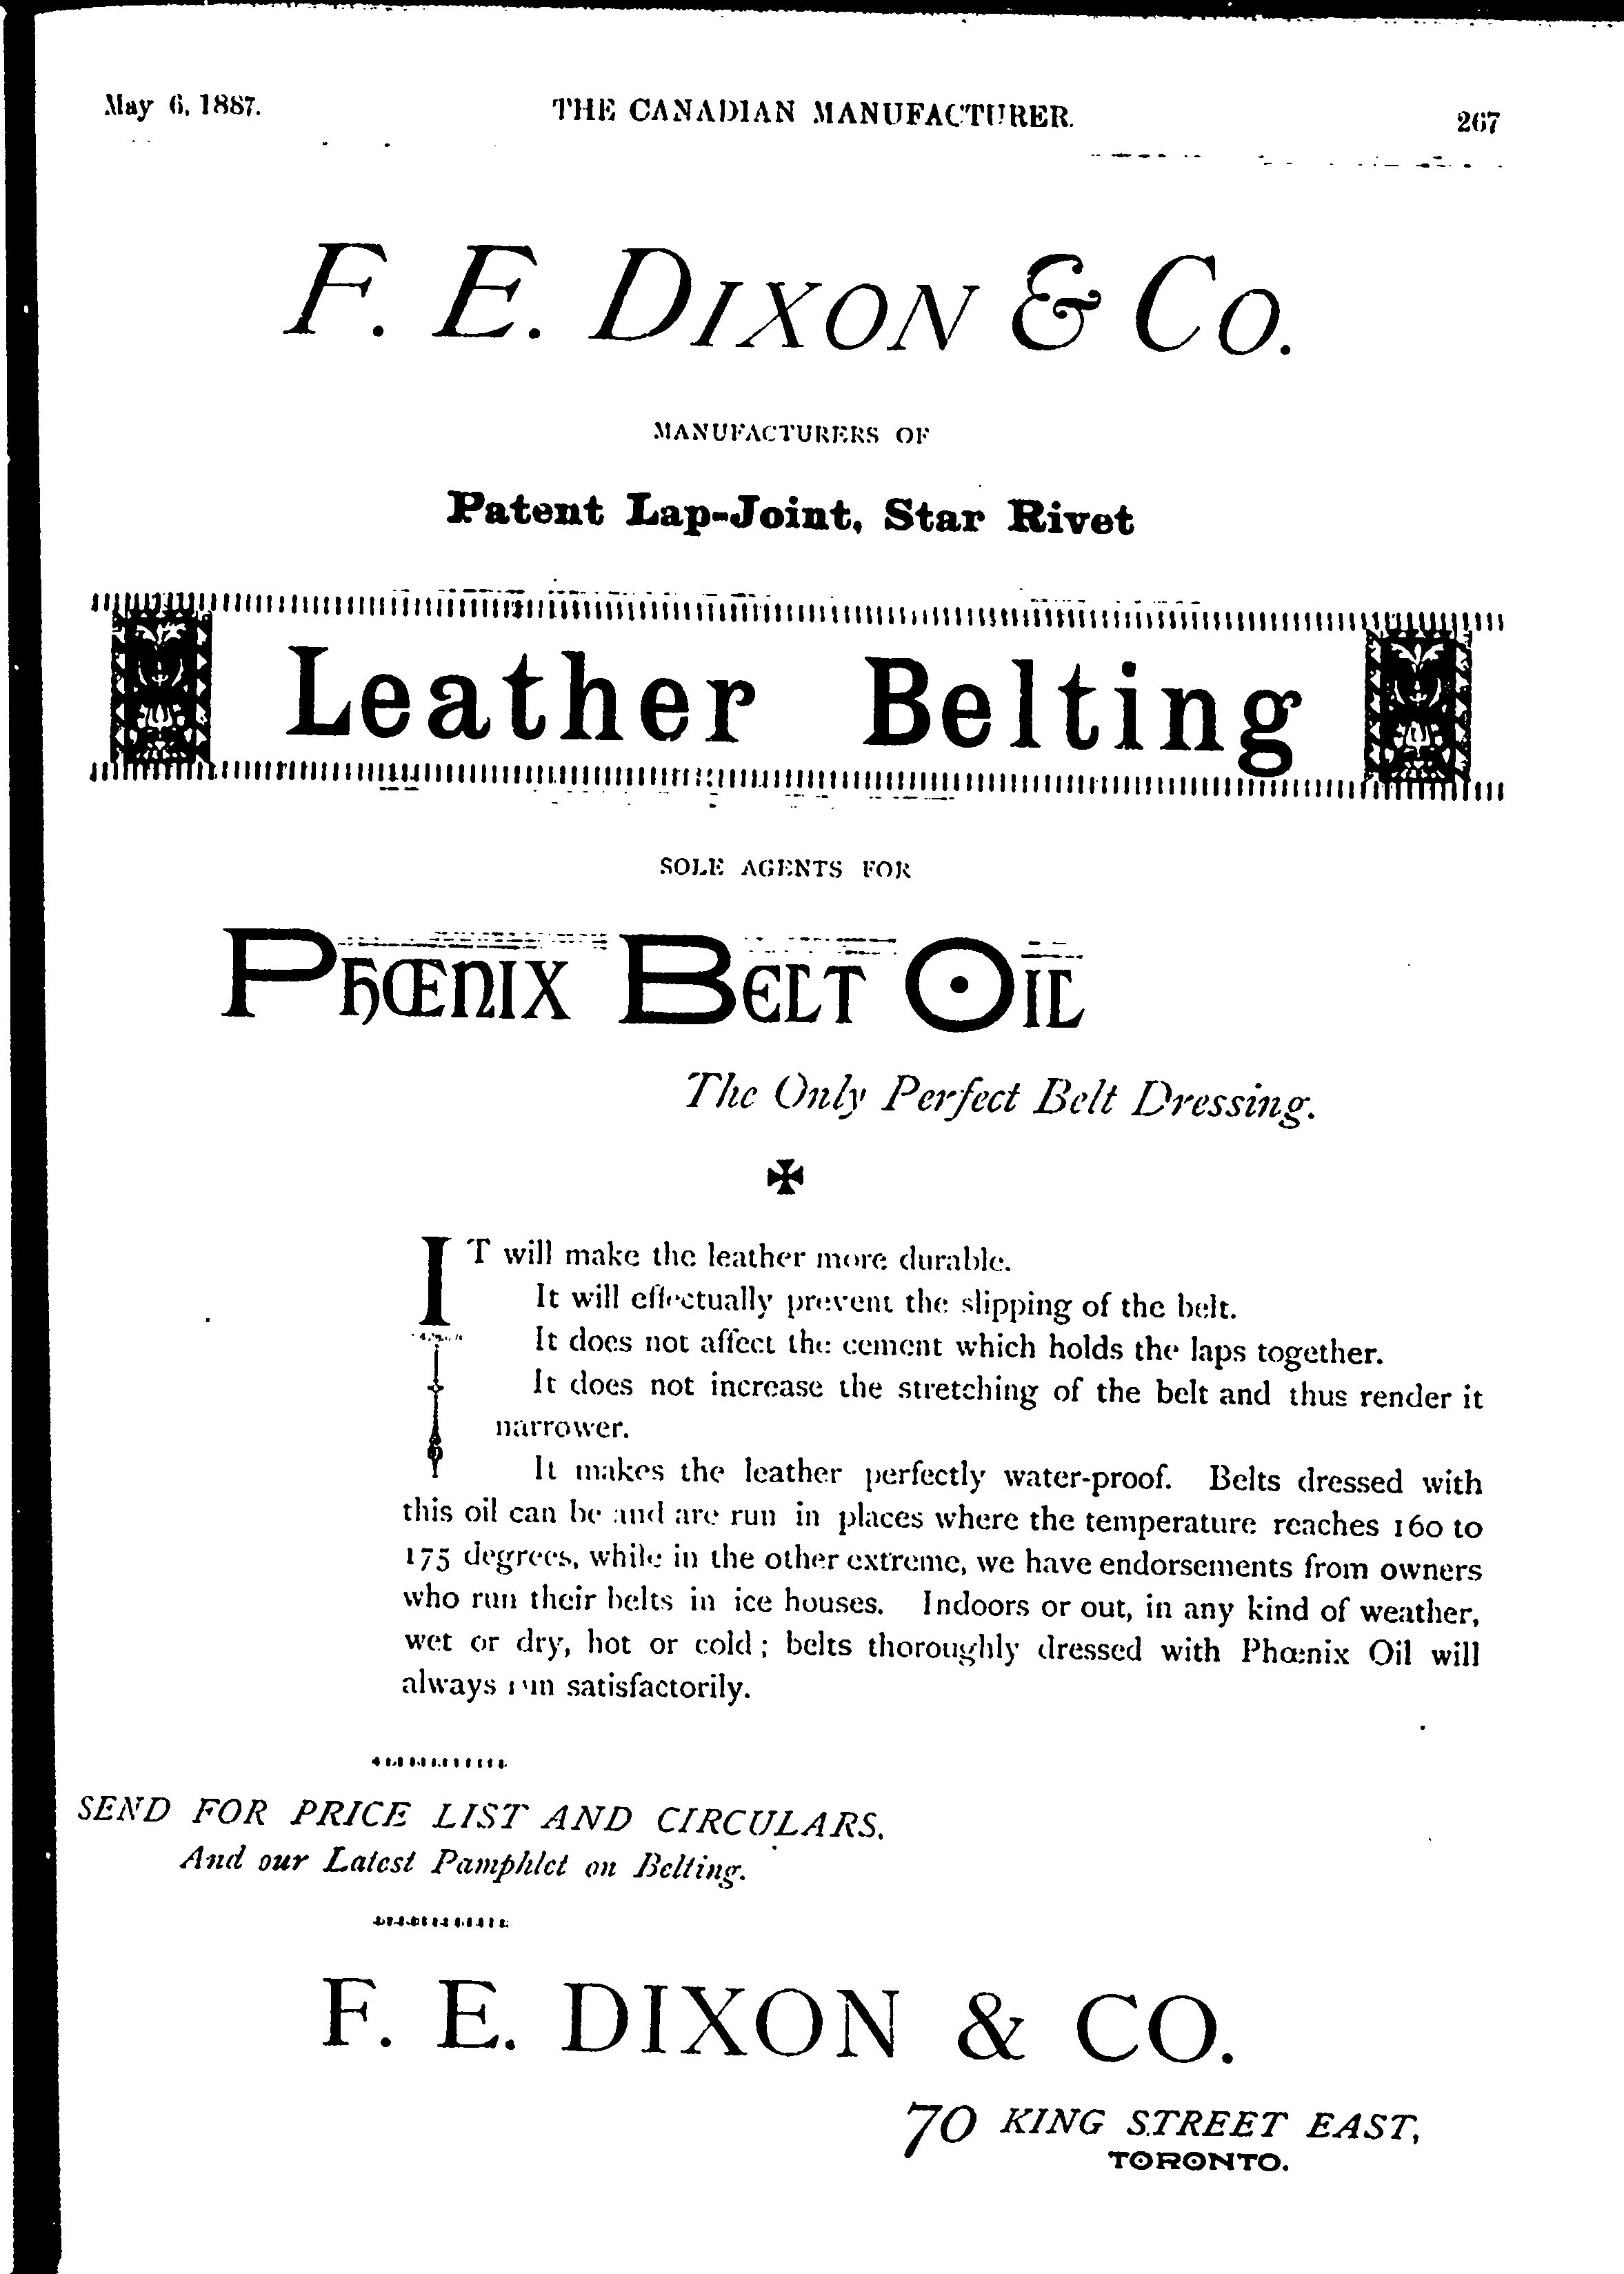 May 6, 1887.
THE CANADIAN MANUFACTURER.
267
F. E. DIXON & CO.
MANUFACTURERS OF
Patent Lap-Joint, Star Rivet
Leather Belting
SOLE AGENTS FOR
PHŒNIX BELT OIL
The Only Perfect Belt Dressing.
IT will make the leather more durable.
It will effectually prevent the slipping of the belt.
It does not affect the cement which holds the laps together.
It does not increase the stretching of the belt and thus render it
narrower.
It makes the leather perfectly water-proof. Belts dressed with
this oil can be and are run in places where the temperature reaches 160 to
175 degrees, while in the other extreme, we have endorsements from owners
who run their belts in ice houses. Indoors or out, in any kind of weather,
wet or dry, hot or cold; belts thoroughly dressed with Phœnix Oil will
always run satisfactorily.
SEND FOR PRICE LIST AND CIRCULARS.
And our Latest Pamphlet on Belting.
F. E. DIXON & CO.
70 KING STREET EAST,
TORONTO.